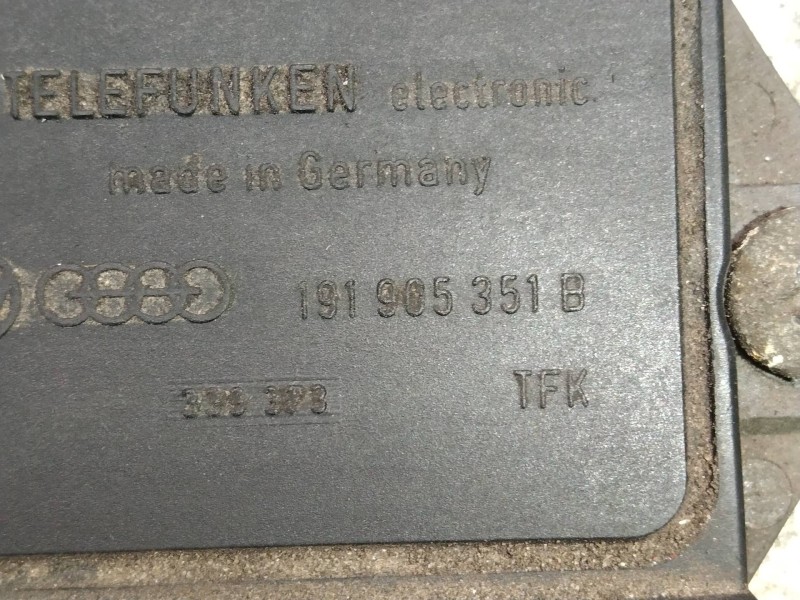 TELEFUNKEN electronic
made in Germany
191 905 351 B
TFK